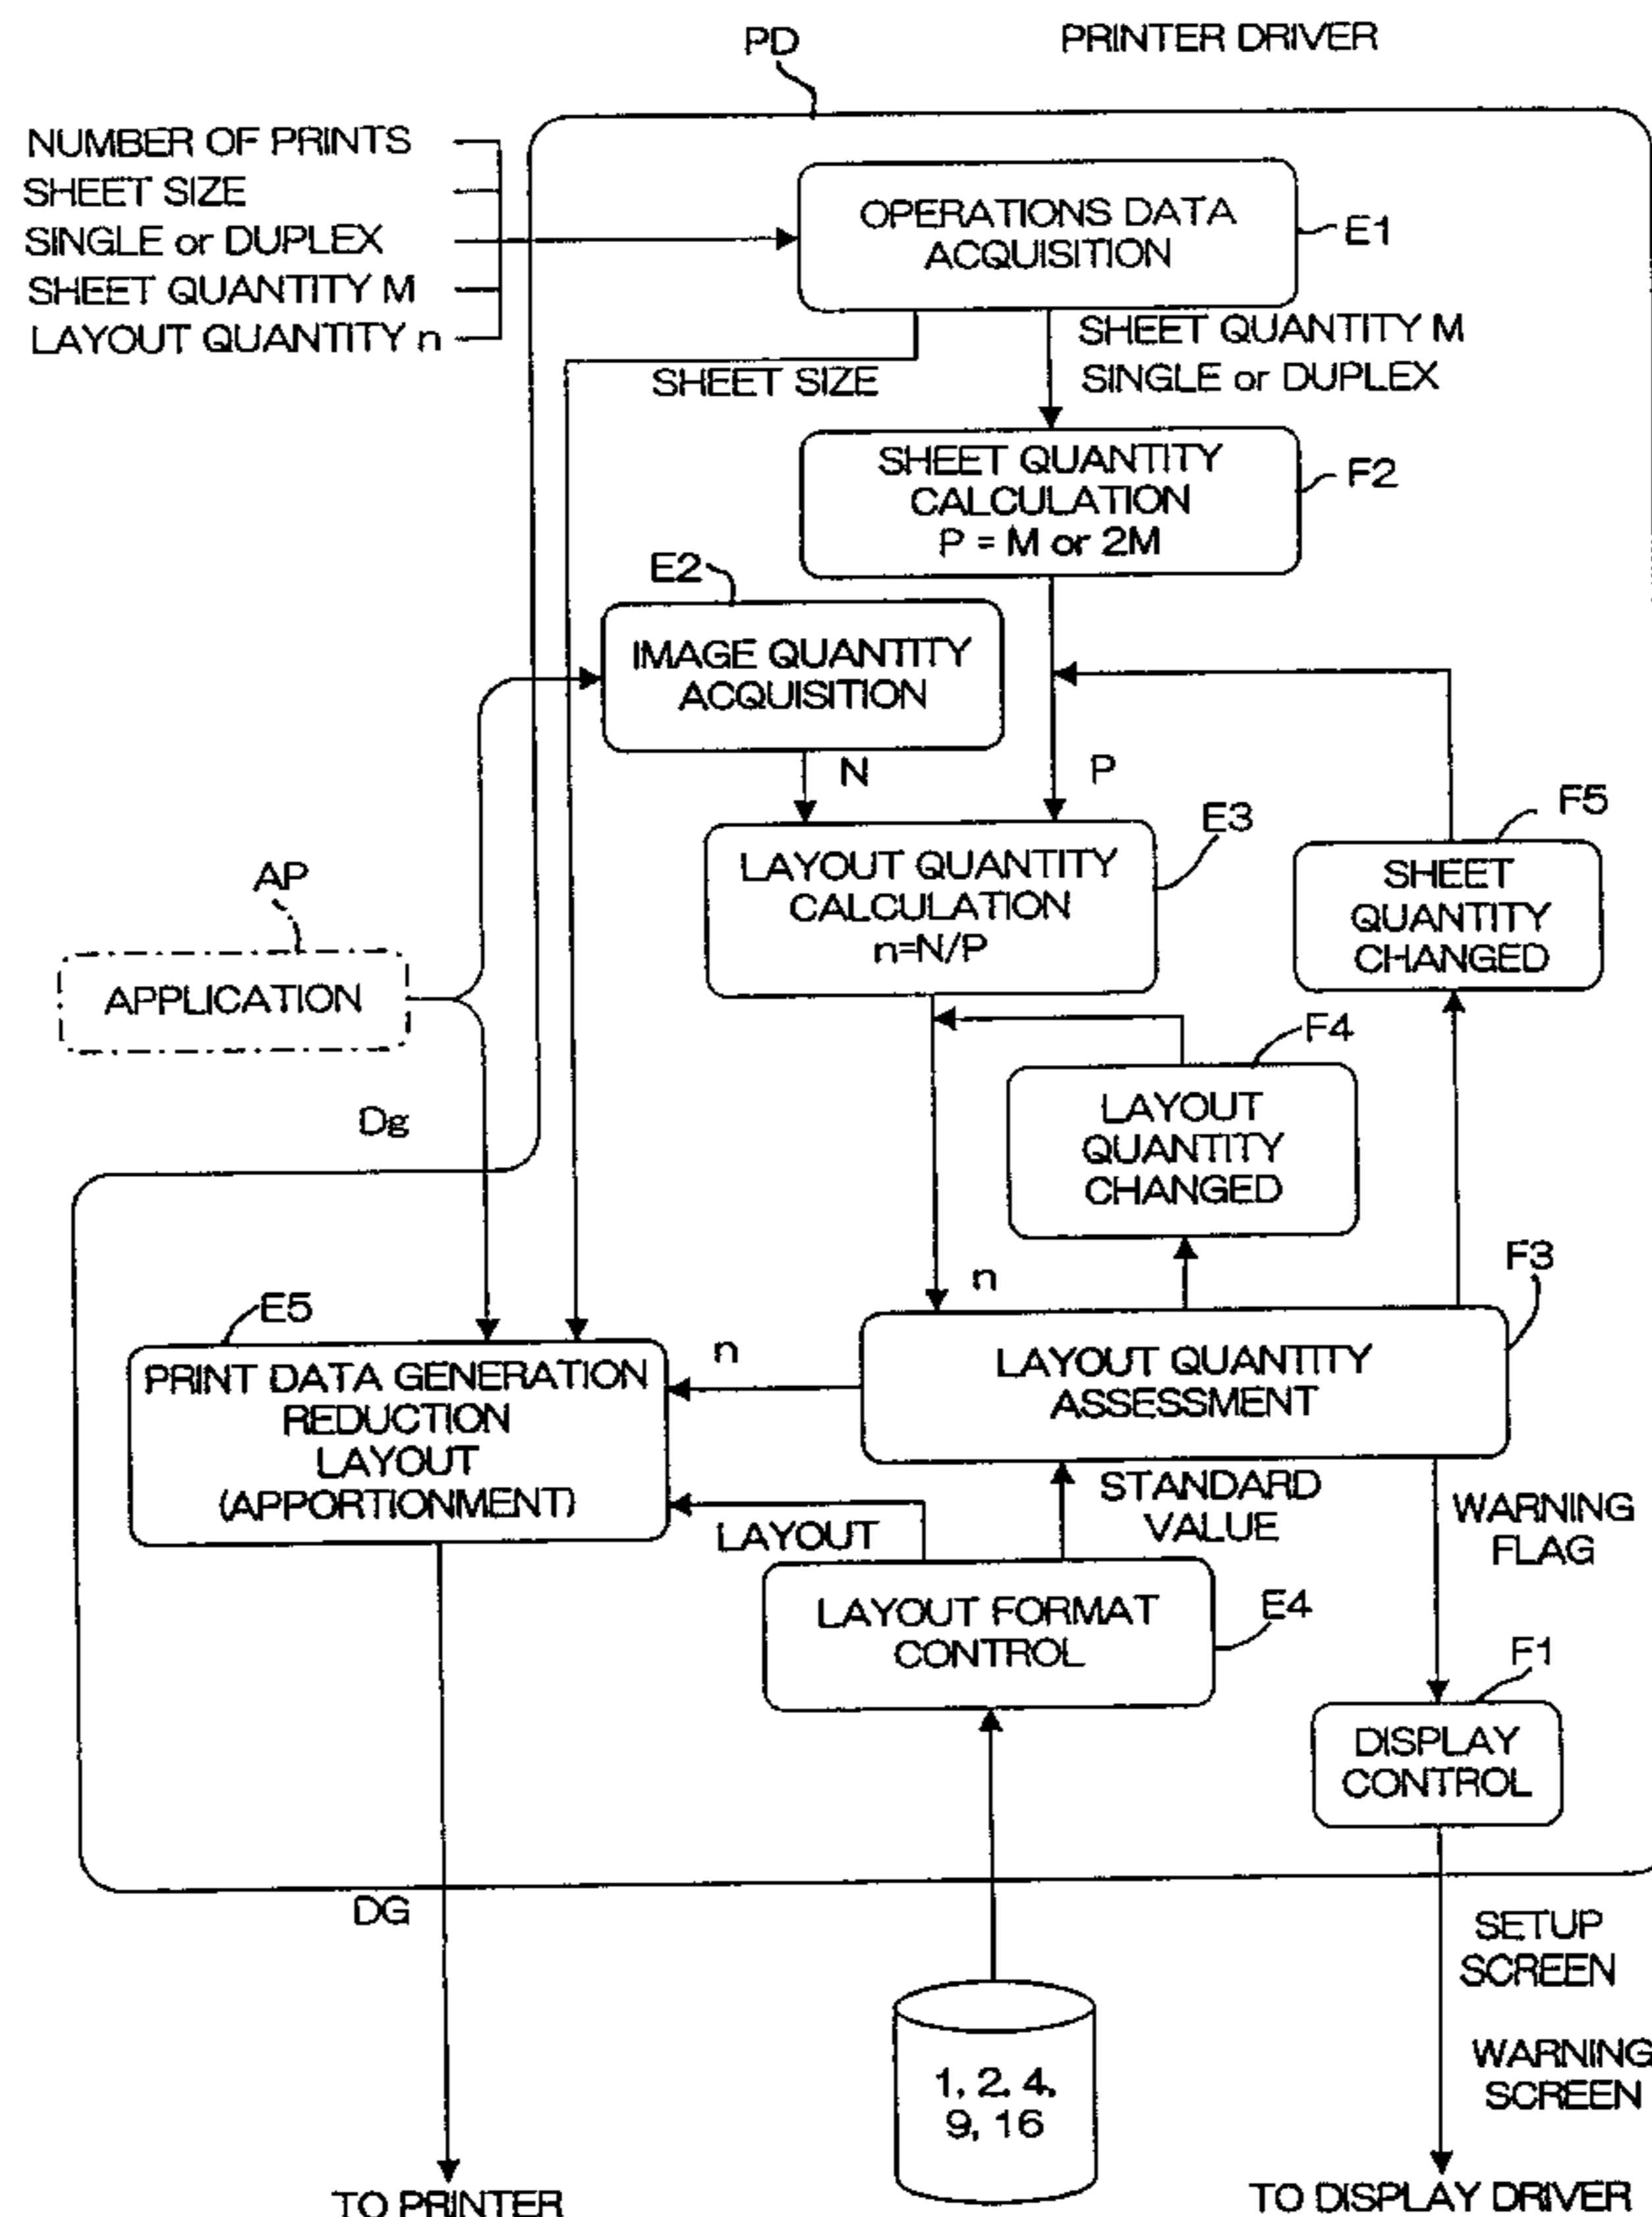 PD
PRINTER DRIVER
NUMBER OF PRINTS
SHEET SIZE
SINGLE or DUPLEX
SHEET QUANTITY M
LAYOUT QUANTITY n
OPERATIONS DATA
ACQUISITION
E1
SHEET SIZE
SHEET QUANTITY M
SINGLE or DUPLEX
SHEET QUANTITY
CALCULATION
P = M or 2M
F2
E2
IMAGE QUANTITY
ACQUISITION
N
P
E3
F5
LAYOUT QUANTITY
CALCULATION
n=N/P
SHEET
QUANTITY
CHANGED
AP
APPLICATION
F4
LAYOUT
QUANTITY
CHANGED
Dg
n
F3
E5
PRINT DATA GENERATION
REDUCTION
LAYOUT
(APPORTIONMENT)
n
LAYOUT QUANTITY
ASSESSMENT
STANDARD
VALUE
WARNING
FLAG
LAYOUT
LAYOUT FORMAT
CONTROL
E4
F1
DISPLAY
CONTROL
DG
SETUP
SCREEN
WARNING
SCREEN
1, 2, 4,
9, 16
TO PRINTER
TO DISPLAY DRIVER